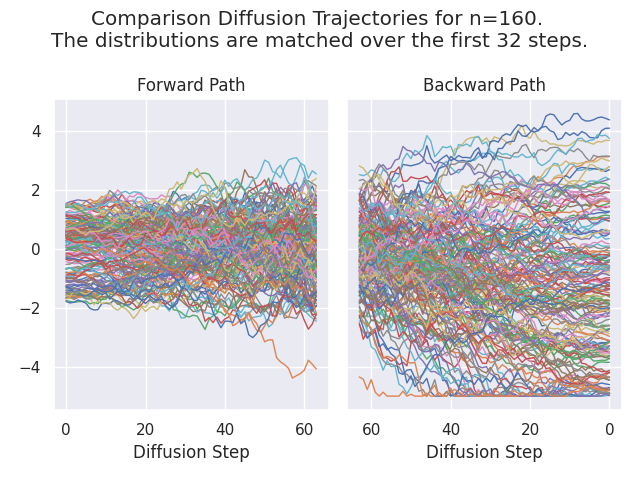 Comparison Diffusion Trajectories for n=160.
The distributions are matched over the first 32 steps.
Forward Path
Backward Path
4
2
0
−2
−4
0 20 40 60
60 40 20 0
Diffusion Step
Diffusion Step